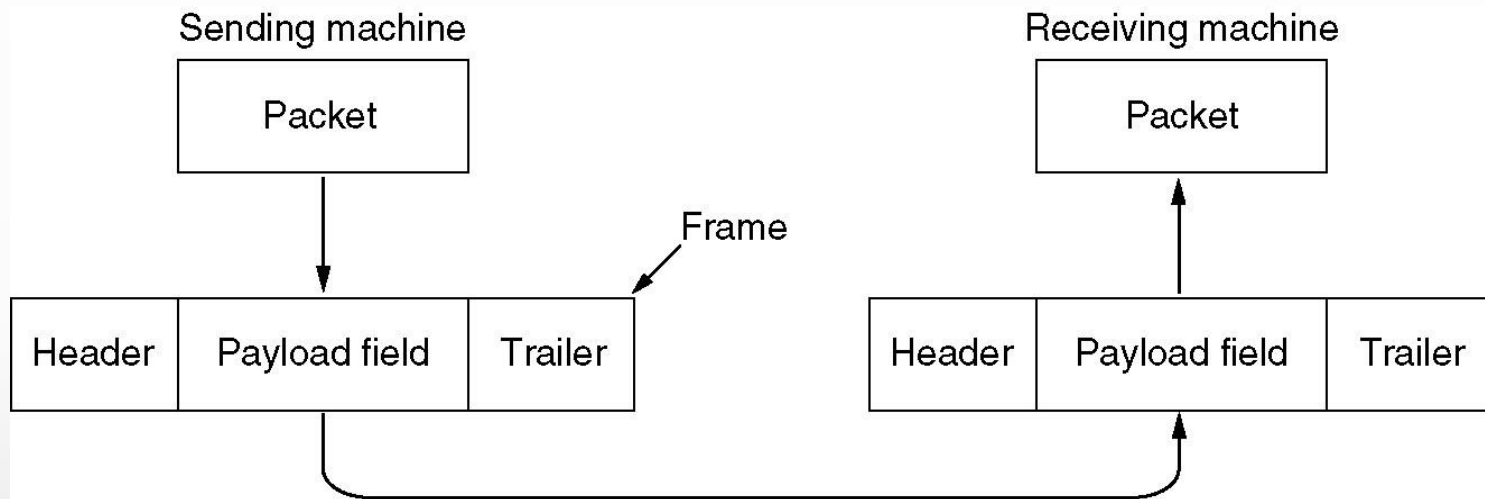 Sending machine
Receiving machine
Packet
Packet
Frame
Header
Payload field
Trailer
Header
Payload field
Trailer